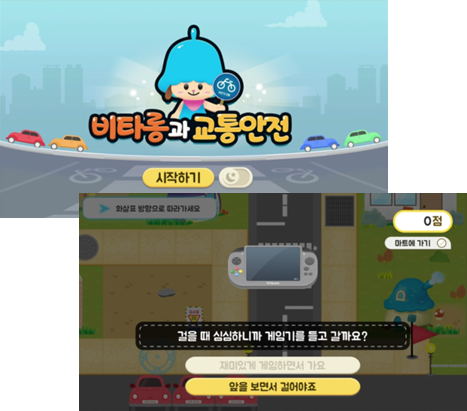 비타롱과 교통안전
시작하기
화살표 방향으로 따라가세요
0점
마트에 가기
걸을 때 심심하니까 게임기를 들고 갈까요?
재미있게 게임하면서 가요
앞을 보면서 걸어야죠